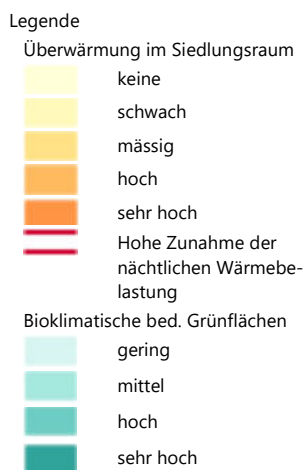 Legende
Überwärmung im Siedlungsraum
keine
schwach
mässig
hoch
sehr hoch
Hohe Zunahme der
nächtlichen Wärmebe-
lastung
Bioklimatische bed. Grünflächen
gering
mittel
hoch
sehr hoch